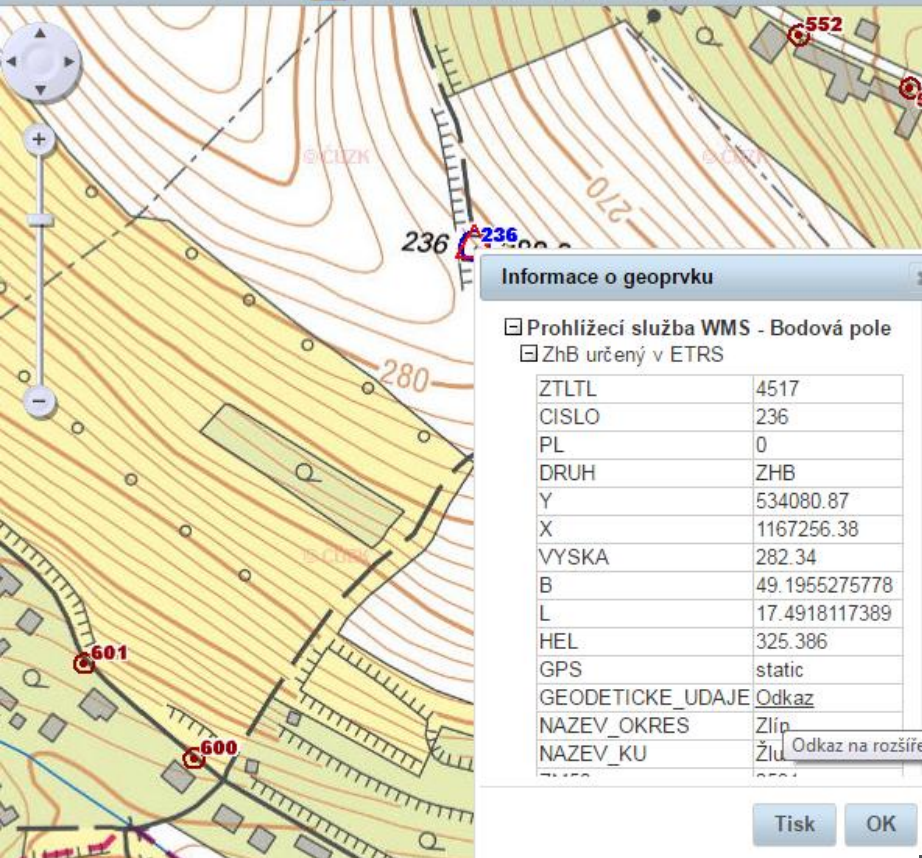 552
© ČÚZK
© ČÚZK
270
236
236
280
© ČÚZK
601
600
Informace o geoprvku
Prohlížecí služba WMS - Bodová pole
ZhB určený v ETRS
ZTLTL 4517
CISLO 236
PL 0
DRUH ZHB
Y 534080.87
X 1167256.38
VYSKA 282.34
B 49.1955275778
L 17.4918117389
HEL 325.386
GPS static
GEODETICKE_UDAJE Odkaz
NAZEV_OKRES Zlín
NAZEV_KU
Odkaz na
Tisk OK